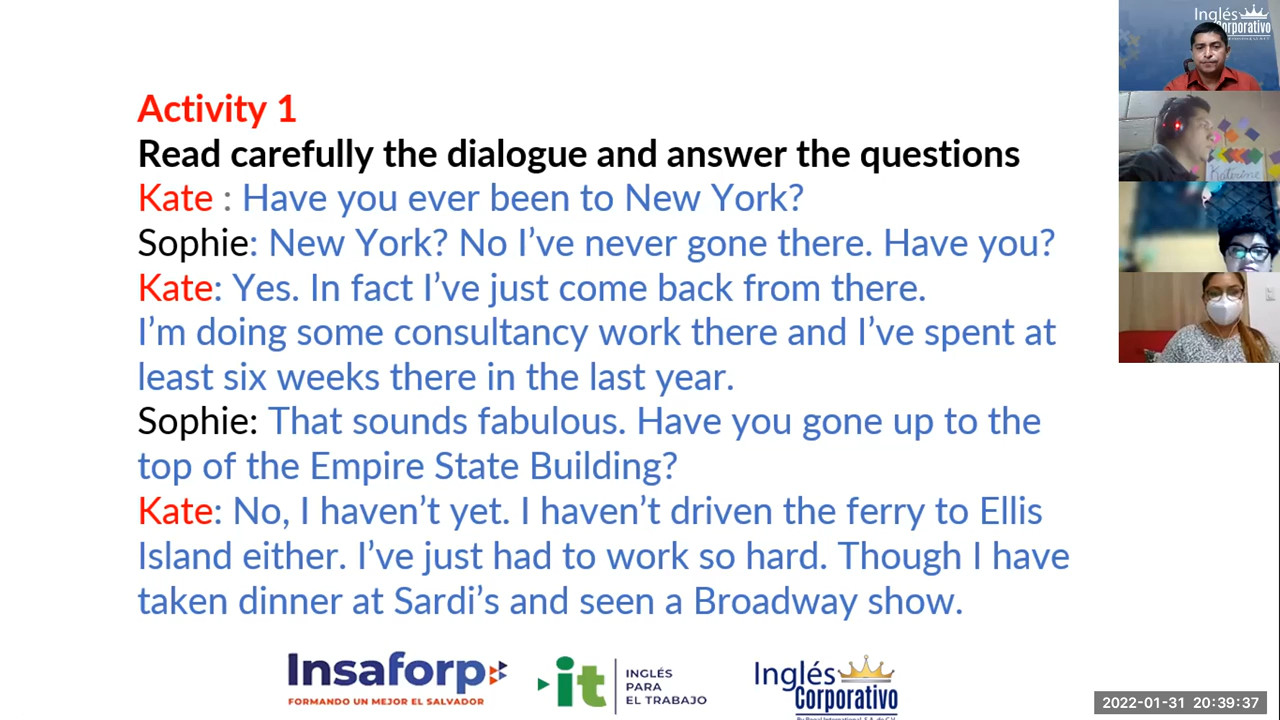 Activity 1
Read carefully the dialogue and answer the questions
Kate : Have you ever been to New York?
Sophie: New York? No I’ve never gone there. Have you?
Kate: Yes. In fact I’ve just come back from there.
I’m doing some consultancy work there and I’ve spent at
least six weeks there in the last year.
Sophie: That sounds fabulous. Have you gone up to the
top of the Empire State Building?
Kate: No, I haven’t yet. I haven’t driven the ferry to Ellis
Island either. I’ve just had to work so hard. Though I have
taken dinner at Sardi’s and seen a Broadway show.
Insaforp
FORMANDO UN MEJOR EL SALVADOR
it
INGLÉS
PARA
EL TRABAJO
Inglés
Corporativo
Inglés
Corporativo
Katirine
2022-01-31 20:39:37